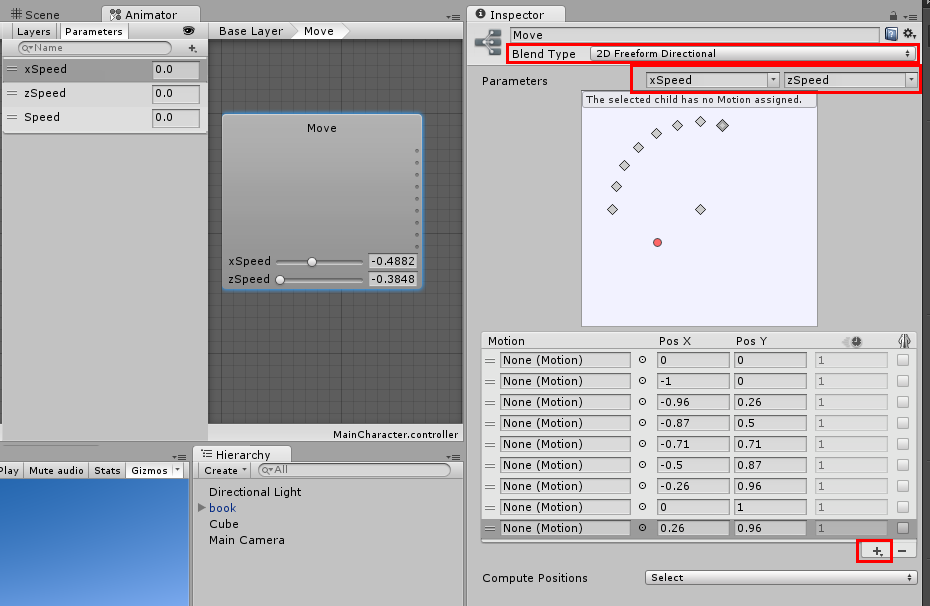 Scene
Animator
Layers
Parameters
Name
xSpeed 0.0
zSpeed 0.0
Speed 0.0
Base Layer
Move
Move
xSpeed -0.4882
zSpeed -0.3848
MainCharacter.controller
Play
Mute audio
Stats
Gizmos
Hierarchy
Create
All
Directional Light
book
Cube
Main Camera
Inspector
Move
Blend Type 2D Freeform Directional
Parameters xSpeed zSpeed
The selected child has no Motion assigned.
Motion Pos X Pos Y
None (Motion) 0 0 1
None (Motion) -1 0 1
None (Motion) -0.96 0.26 1
None (Motion) -0.87 0.5 1
None (Motion) -0.71 0.71 1
None (Motion) -0.5 0.87 1
None (Motion) -0.26 0.96 1
None (Motion) 0 1 1
None (Motion) 0.26 0.96 1
Compute Positions Select